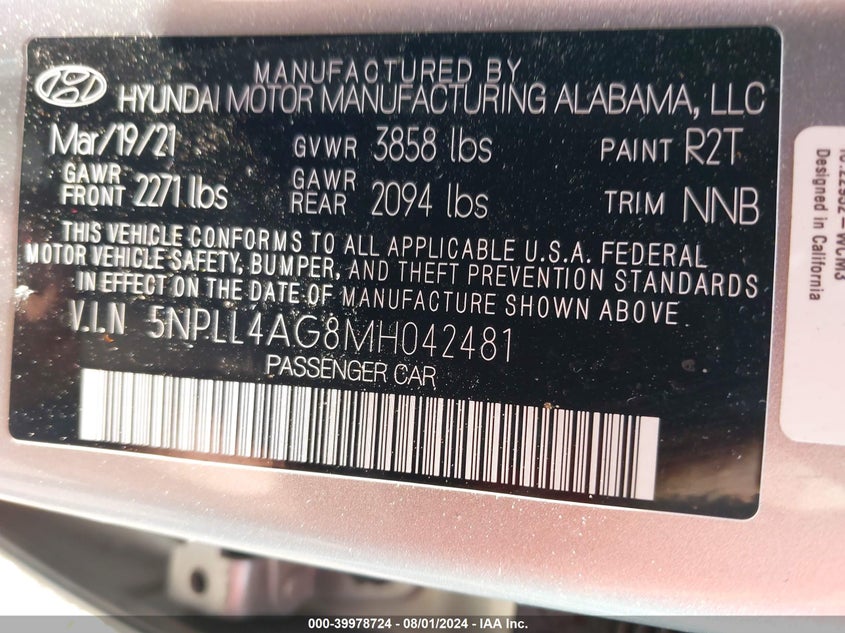 MANUFACTURED BY
HYUNDAI MOTOR MANUFACTURING ALABAMA, LLC
Mar/19/21 GVWR 3858 lbs PAINT R2T
GAWR FRONT 2271 lbs GAWR REAR 2094 lbs TRIM NNB
THIS VEHICLE CONFORMS TO ALL APPLICABLE U.S.A. FEDERAL
MOTOR VEHICLE SAFETY, BUMPER, AND THEFT PREVENTION STANDARDS
IN EFFECT ON THE DATE OF MANUFACTURE SHOWN ABOVE
V.I.N 5NPLL4AG8MH042481
PASSENGER CAR
Designed in California
000-39978724 - 08/01/2024 - IAA Inc.